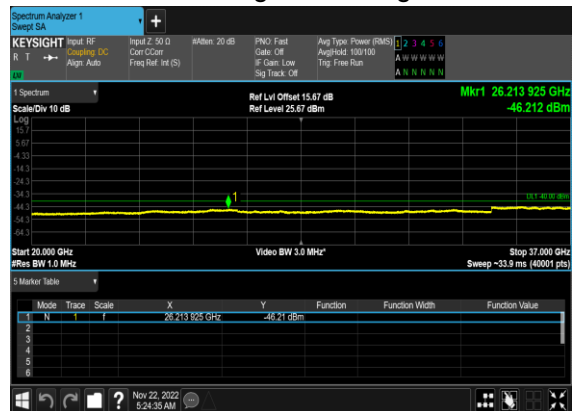 Spectrum Analyzer 1
Swept SA
KEYSIGHT Input: RF Input Z: 50 Ω #Atten: 20 dB PNO: Fast Avg Type: Power (RMS) 1 2 3 4 5 6
R T Coupling: DC Corr CCorr Gate: Off Avg|Hold: 100/100
Align: Auto Freq Ref: Int (S) IF Gain: Low Trig: Free Run A W W W W W
Sig Track: Off A N N N N N
1 Spectrum Ref Lvl Offset 15.67 dB Mkr1 26.213 925 GHz
Scale/Div 10 dB Ref Level 25.67 dBm -46.212 dBm
Log
15.7
5.67
-4.33
-14.3
-24.3
-34.3
1
-44.3
-54.3
-64.3
Start 20.000 GHz Video BW 3.0 MHz* Stop 37.000 GHz
#Res BW 1.0 MHz Sweep ~33.9 ms (40001 pts)
5 Marker Table
Mode Trace Scale X Y Function Function Width Function Value
1 N 1 f 26.213 925 GHz -46.21 dBm
2
3
4
5
6
? Nov 22, 2022
5:24:35 AM